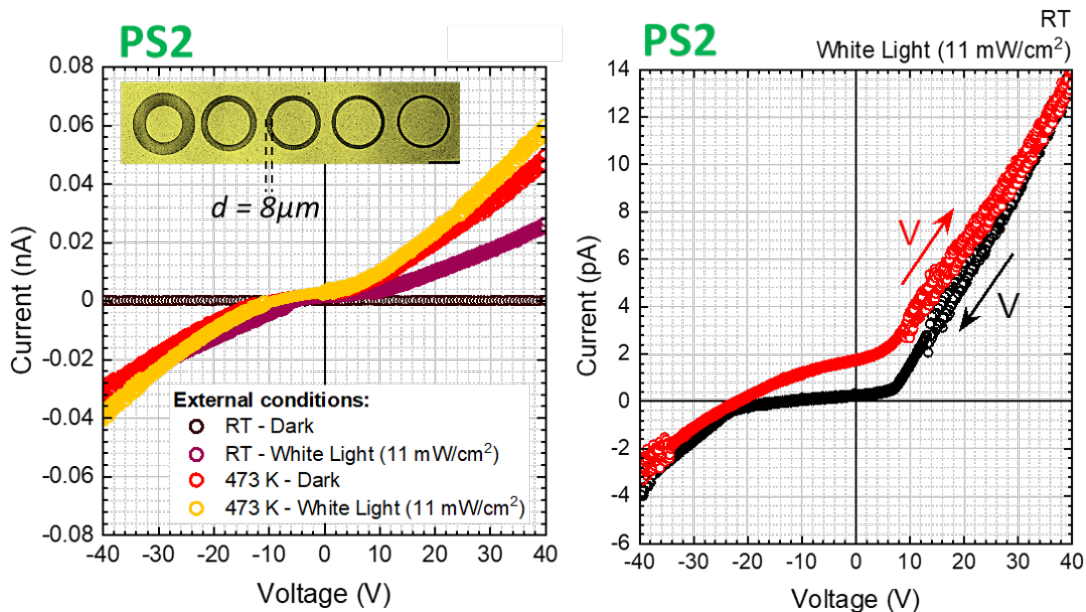 PS2
Current (nA)
0.08
0.06
0.04
0.02
0
-0.02
-0.04
-0.06
-0.08
d = 8μm
External conditions:
RT - Dark
RT - White Light (11 mW/cm²)
473 K - Dark
473 K - White Light (11 mW/cm²)
-40 -30 -20 -10 0 10 20 30 40
Voltage (V)
PS2
RT
White Light (11 mW/cm²)
Current (pA)
14
12
10
8
6
4
2
0
-2
-4
-6
V
V
-40 -30 -20 -10 0 10 20 30 40
Voltage (V)